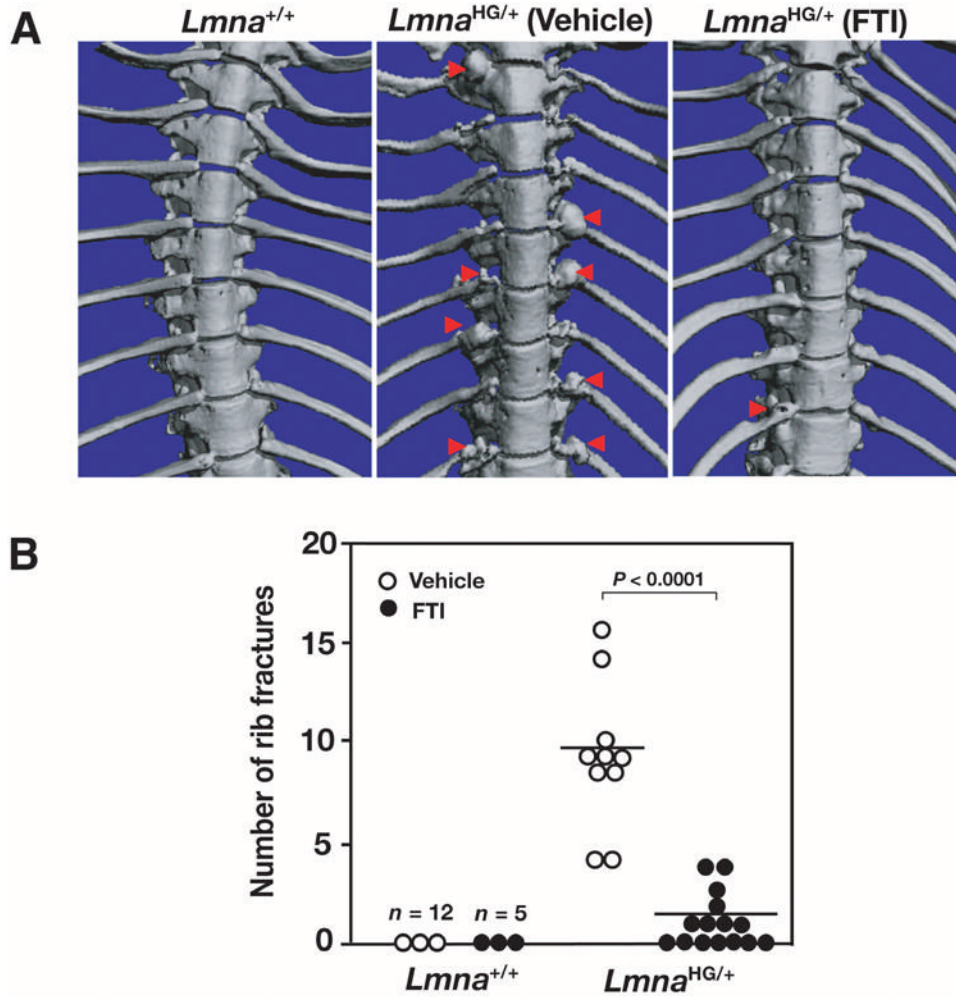 A
Lmna+/+
LmnaHG/+ (Vehicle)
LmnaHG/+ (FTI)
B
Number of rib fractures
20
15
10
5
0
Vehicle
FTI
P < 0.0001
n = 12
n = 5
Lmna+/+
LmnaHG/+